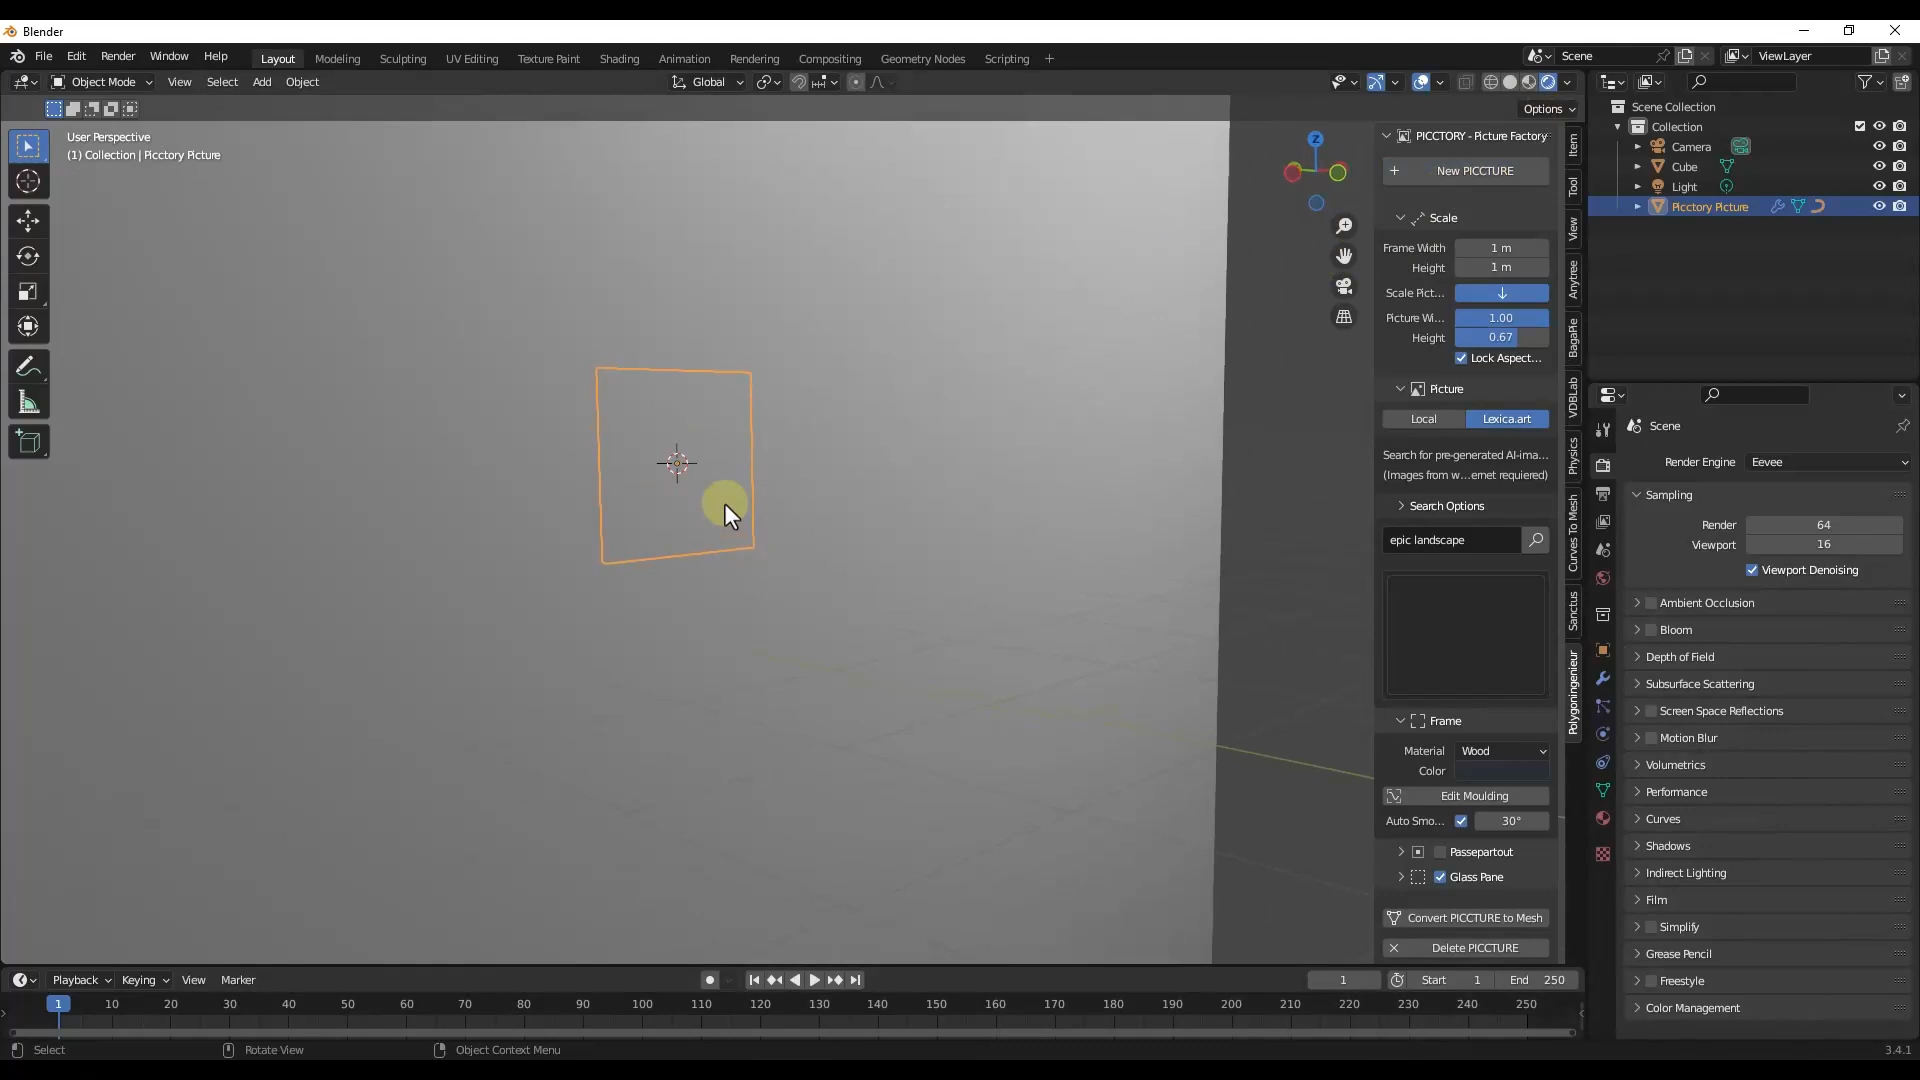 Blender
File Edit Render Window Help Layout Modeling Sculpting UV Editing Texture Paint Shading Animation Rendering Compositing Geometry Nodes Scripting + Scene ViewLayer
Object Mode View Select Add Object Global
Options
User Perspective
(1) Collection | Picctory Picture
Z
PICCTORY - Picture Factory
New PICCTURE
Scale
Frame Width 1 m
Height 1 m
Scale Pict...
Picture Wi... 1.00
Height 0.67
Lock Aspect...
Picture
Local Lexica.art
Search for pre-generated AI-ima...
(Images from w...ernet requiered)
Search Options
epic landscape
Frame
Material Wood
Color
Edit Moulding
Auto Smo... 30°
Passepartout
Glass Pane
Convert PICCTURE to Mesh
Delete PICCTURE
Item
Tool
View
Anytree
BagaPie
VDBLab
Physics
Curves To Mesh
Sanctus
Polygoningenieur
Scene Collection
Collection
Camera
Cube
Light
Picctory Picture
Scene
Render Engine Eevee
Sampling
Render 64
Viewport 16
Viewport Denoising
Ambient Occlusion
Bloom
Depth of Field
Subsurface Scattering
Screen Space Reflections
Motion Blur
Volumetrics
Performance
Curves
Shadows
Indirect Lighting
Film
Simplify
Grease Pencil
Freestyle
Color Management
Playback Keying View Marker 1 Start 1 End 250
1 10 20 30 40 50 60 70 80 90 100 110 120 130 140 150 160 170 180 190 200 210 220 230 240 250
Select Rotate View Object Context Menu 3.4.1